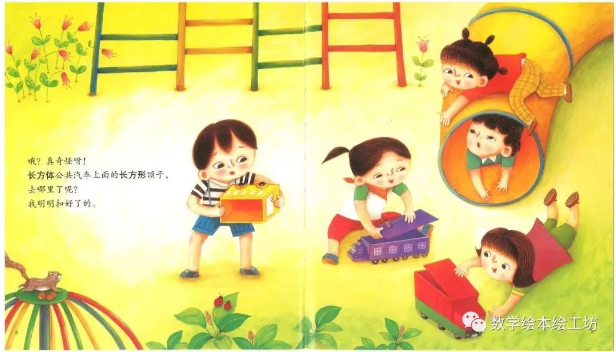 哦？真奇怪呀！
长方体公共汽车上面的长方形顶子，
去哪里了呢？
我明明扣好了的。
数学绘本绘工坊